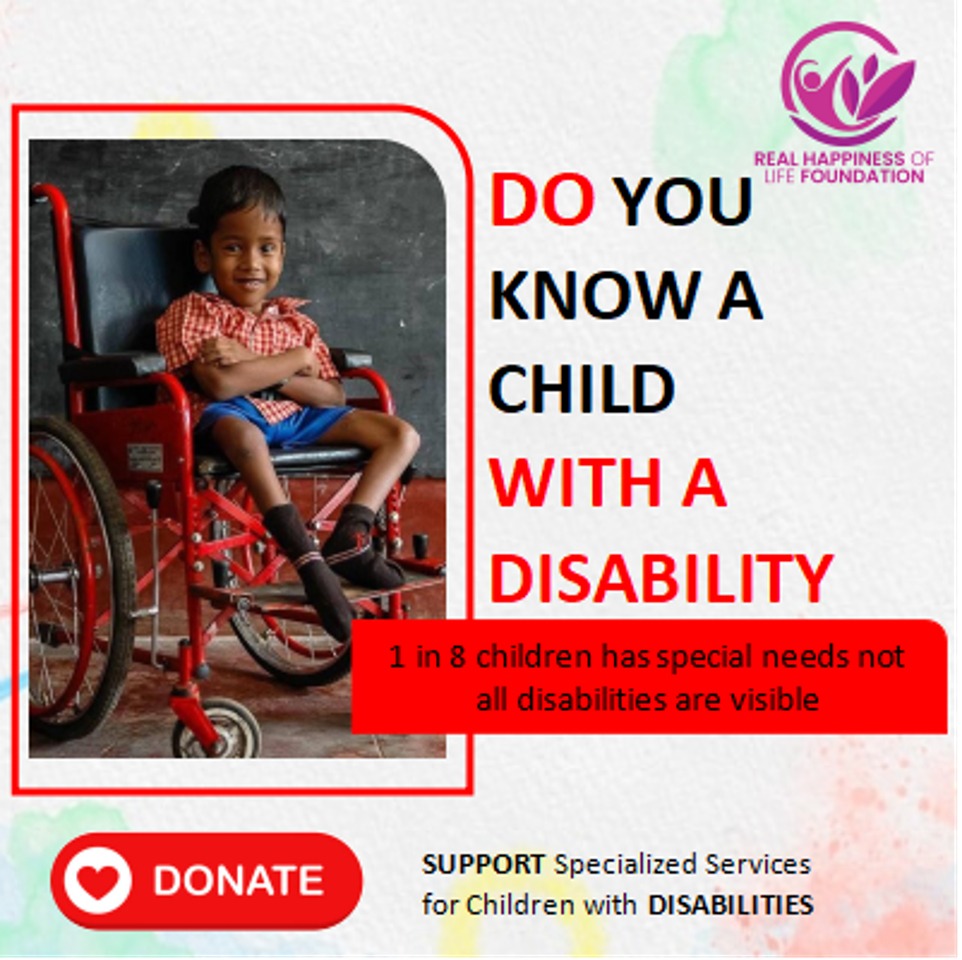 REAL HAPPINESS OF
LIFE FOUNDATION
DO YOU
KNOW A
CHILD
WITH A
DISABILITY
1 in 8 children has special needs not
all disabilities are visible
DONATE
SUPPORT Specialized Services
for Children with DISABILITIES